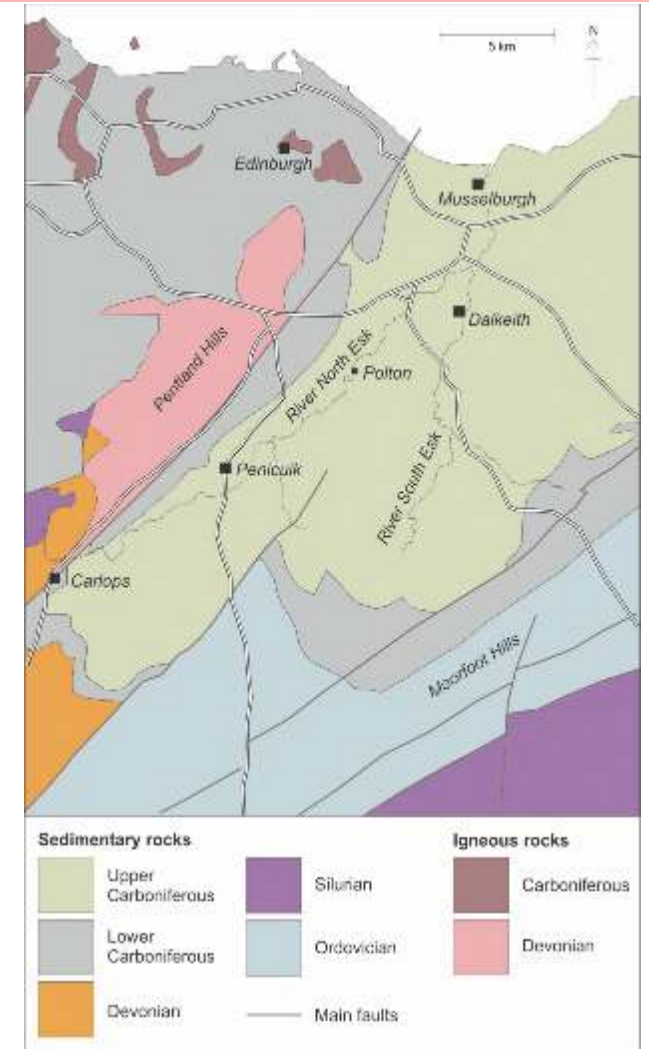 5 km
N
Edinburgh
Musselburgh
Dalkeith
Pentland Hills
River North Esk
Polton
Penicuik
River South Esk
Carlops
Moorfoot Hills
Sedimentary rocks
Igneous rocks
Upper
Carboniferous
Silurian
Carboniferous
Lower
Carboniferous
Ordovician
Devonian
Devonian
Main faults